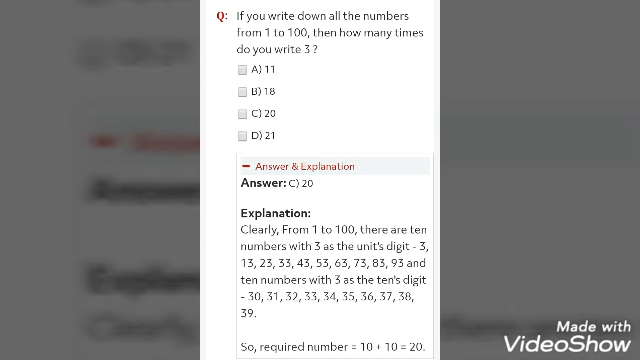 Q: If you write down all the numbers
from 1 to 100, then how many times
do you write 3 ?
A) 11
B) 18
C) 20
D) 21
Answer & Explanation
Answer: C) 20
Explanation:
Clearly, From 1 to 100, there are ten
numbers with 3 as the unit's digit - 3,
13, 23, 33, 43, 53, 63, 73, 83, 93 and
ten numbers with 3 as the ten's digit
- 30, 31, 32, 33, 34, 35, 36, 37, 38,
39.
So, required number = 10 + 10 = 20.
Made with
VideoShow